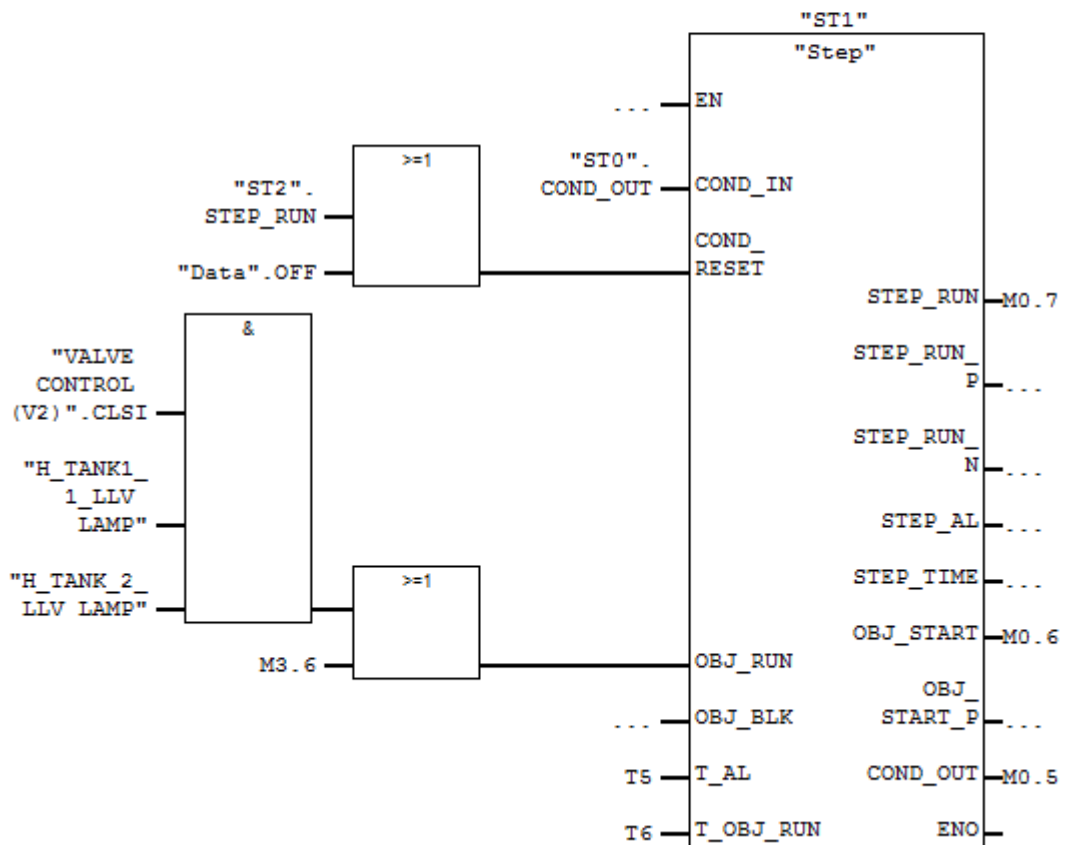 "ST1"
"Step"
... EN
>=1
"ST0".
COND_OUT COND_IN
"ST2".
STEP_RUN
COND_
"Data".OFF RESET
STEP_RUN M0.7
&
"VALVE
CONTROL
(V2)".CLSI
STEP_RUN_
P ...
STEP_RUN_
N ...
"H_TANK1_
1_LLV
LAMP"
STEP_AL ...
"H_TANK_2_
LLV LAMP"
>=1
STEP_TIME ...
OBJ_START M0.6
M3.6 OBJ_RUN
OBJ_
START_P ...
... OBJ_BLK
T5 T_AL COND_OUT M0.5
T6 T_OBJ_RUN ENO